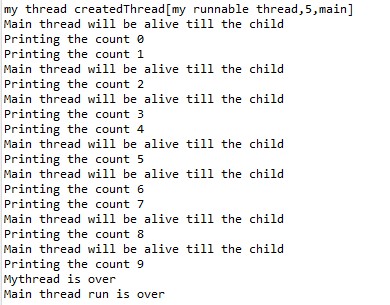 my thread createdThread[my runnable thread,5,main]
Main thread will be alive till the child
Printing the count 0
Printing the count 1
Main thread will be alive till the child
Printing the count 2
Main thread will be alive till the child
Printing the count 3
Printing the count 4
Main thread will be alive till the child
Printing the count 5
Main thread will be alive till the child
Printing the count 6
Printing the count 7
Main thread will be alive till the child
Printing the count 8
Main thread will be alive till the child
Printing the count 9
Mythread is over
Main thread run is over